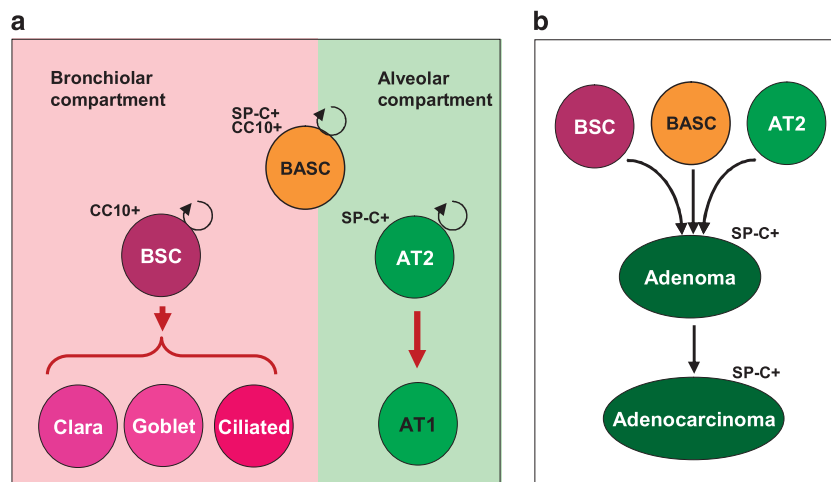 a
Bronchiolar
compartment
Alveolar
compartment
SP-C+
CC10+
BASC
CC10+
BSC
SP-C+
AT2
Clara
Goblet
Ciliated
AT1
b
BSC
BASC
AT2
SP-C+
Adenoma
SP-C+
Adenocarcinoma